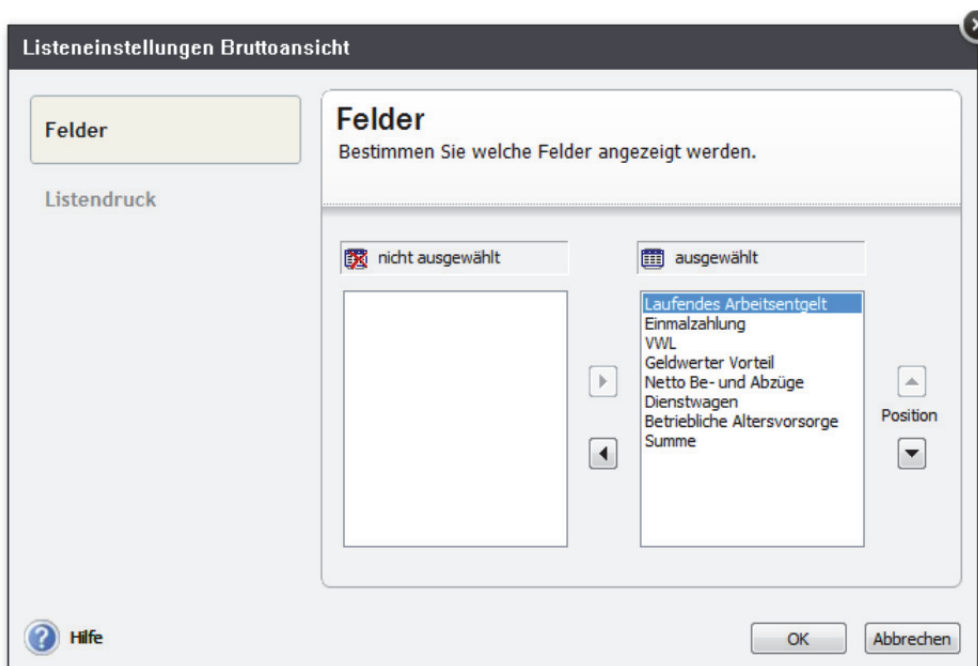 Listeneinstellungen Bruttoansicht
Felder
Listendruck
Felder
Bestimmen Sie welche Felder angezeigt werden.
nicht ausgewählt
ausgewählt
Laufendes Arbeitsentgelt
Einmalzahlung
VWL
Geldwerter Vorteil
Netto Be- und Abzüge
Dienstwagen
Betriebliche Altersvorsorge
Summe
Position
Hilfe
OK
Abbrechen